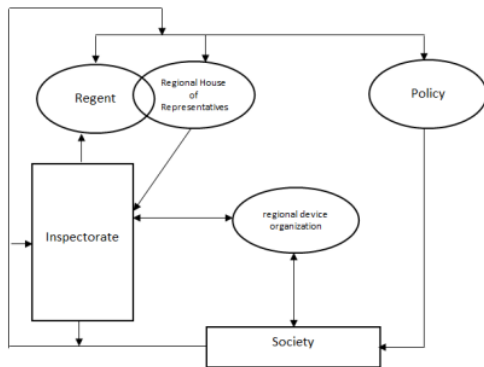 Regent
Regional House
of
Representatives
Policy
Inspectorate
regional device
organization
Society